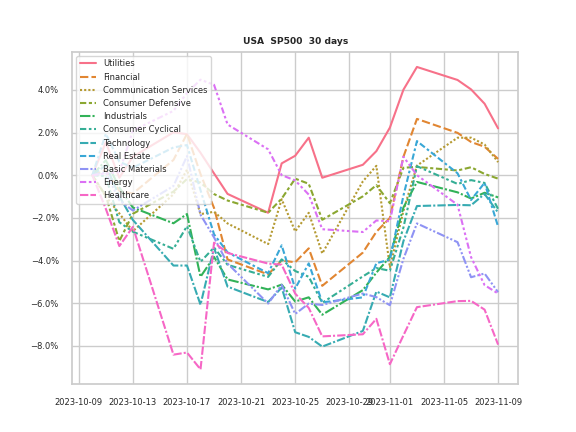 USA SP500 30 days
Utilities
Financial
Communication Services
Consumer Defensive
Industrials
Consumer Cyclical
Technology
Real Estate
Basic Materials
Energy
Healthcare
4.0%
2.0%
0.0%
−2.0%
−4.0%
−6.0%
−8.0%
2023-10-09 2023-10-13 2023-10-17 2023-10-21 2023-10-25 2023-10-29 2023-11-01 2023-11-05 2023-11-09